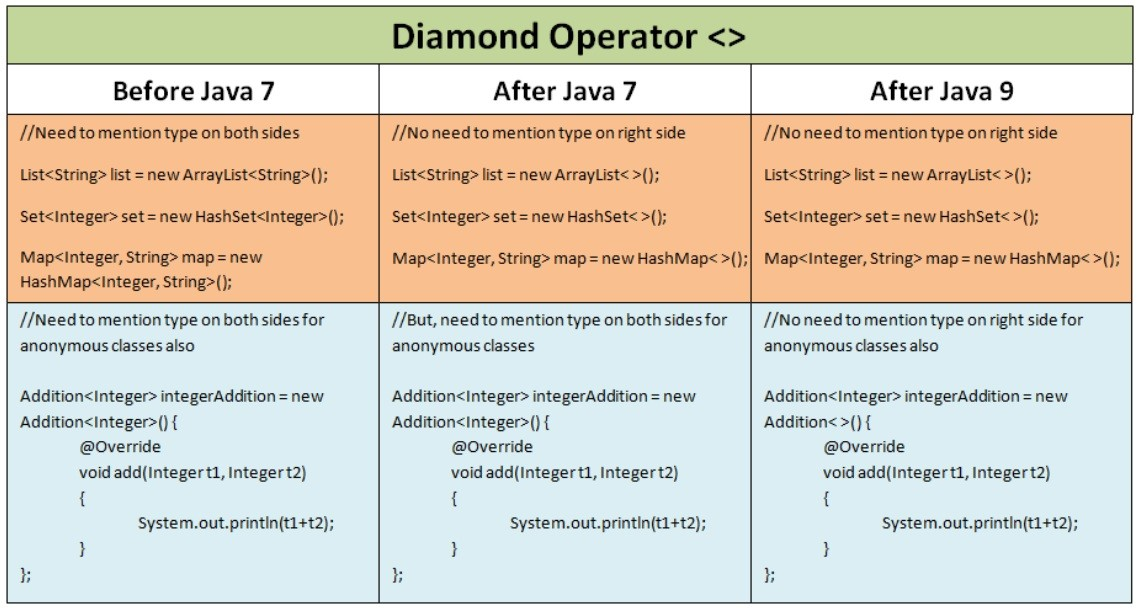 Diamond Operator <>
Before Java 7
After Java 7
After Java 9
//Need to mention type on both sides
List<String> list = new ArrayList<String>();
Set<Integer> set = new HashSet<Integer>();
Map<Integer, String> map = new
HashMap<Integer, String>();
//No need to mention type on right side
List<String> list = new ArrayList< >();
Set<Integer> set = new HashSet< >();
Map<Integer, String> map = new HashMap< >();
//No need to mention type on right side
List<String> list = new ArrayList< >();
Set<Integer> set = new HashSet< >();
Map<Integer, String> map = new HashMap< >();
//Need to mention type on both sides for
anonymous classes also
Addition<Integer> integerAddition = new
Addition<Integer>() {
@Override
void add(Integer t1, Integer t2)
{
System.out.println(t1+t2);
}
};
//But, need to mention type on both sides for
anonymous classes
Addition<Integer> integerAddition = new
Addition<Integer>() {
@Override
void add(Integer t1, Integer t2)
{
System.out.println(t1+t2);
}
};
//No need to mention type on right side for
anonymous classes also
Addition<Integer> integerAddition = new
Addition< >() {
@Override
void add(Integer t1, Integer t2)
{
System.out.println(t1+t2);
}
};